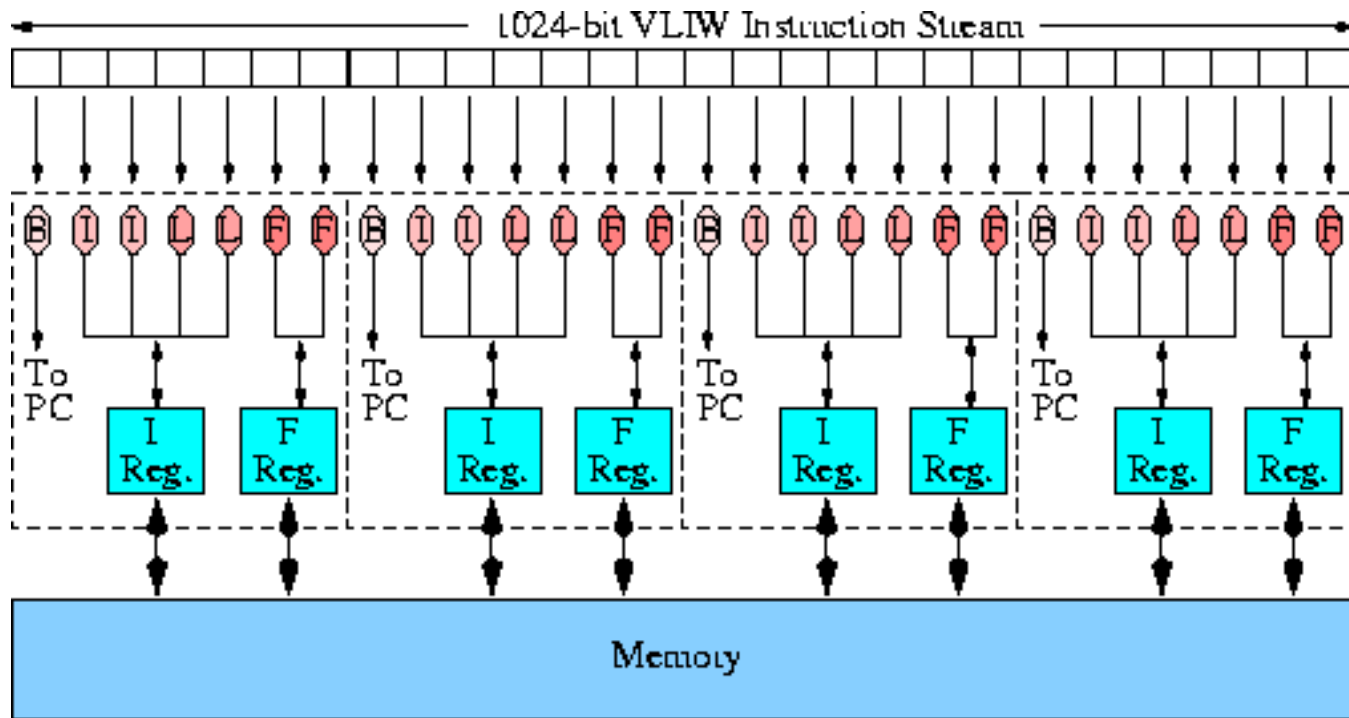 1024-bit VLIW Instruction Stream
B I I L L F F B I I L L F F B I I L L F F B I I L L F F
To To To To
PC PC PC PC
I F I F I F I F
Reg. Reg. Reg. Reg. Reg. Reg. Reg. Reg.
Memory